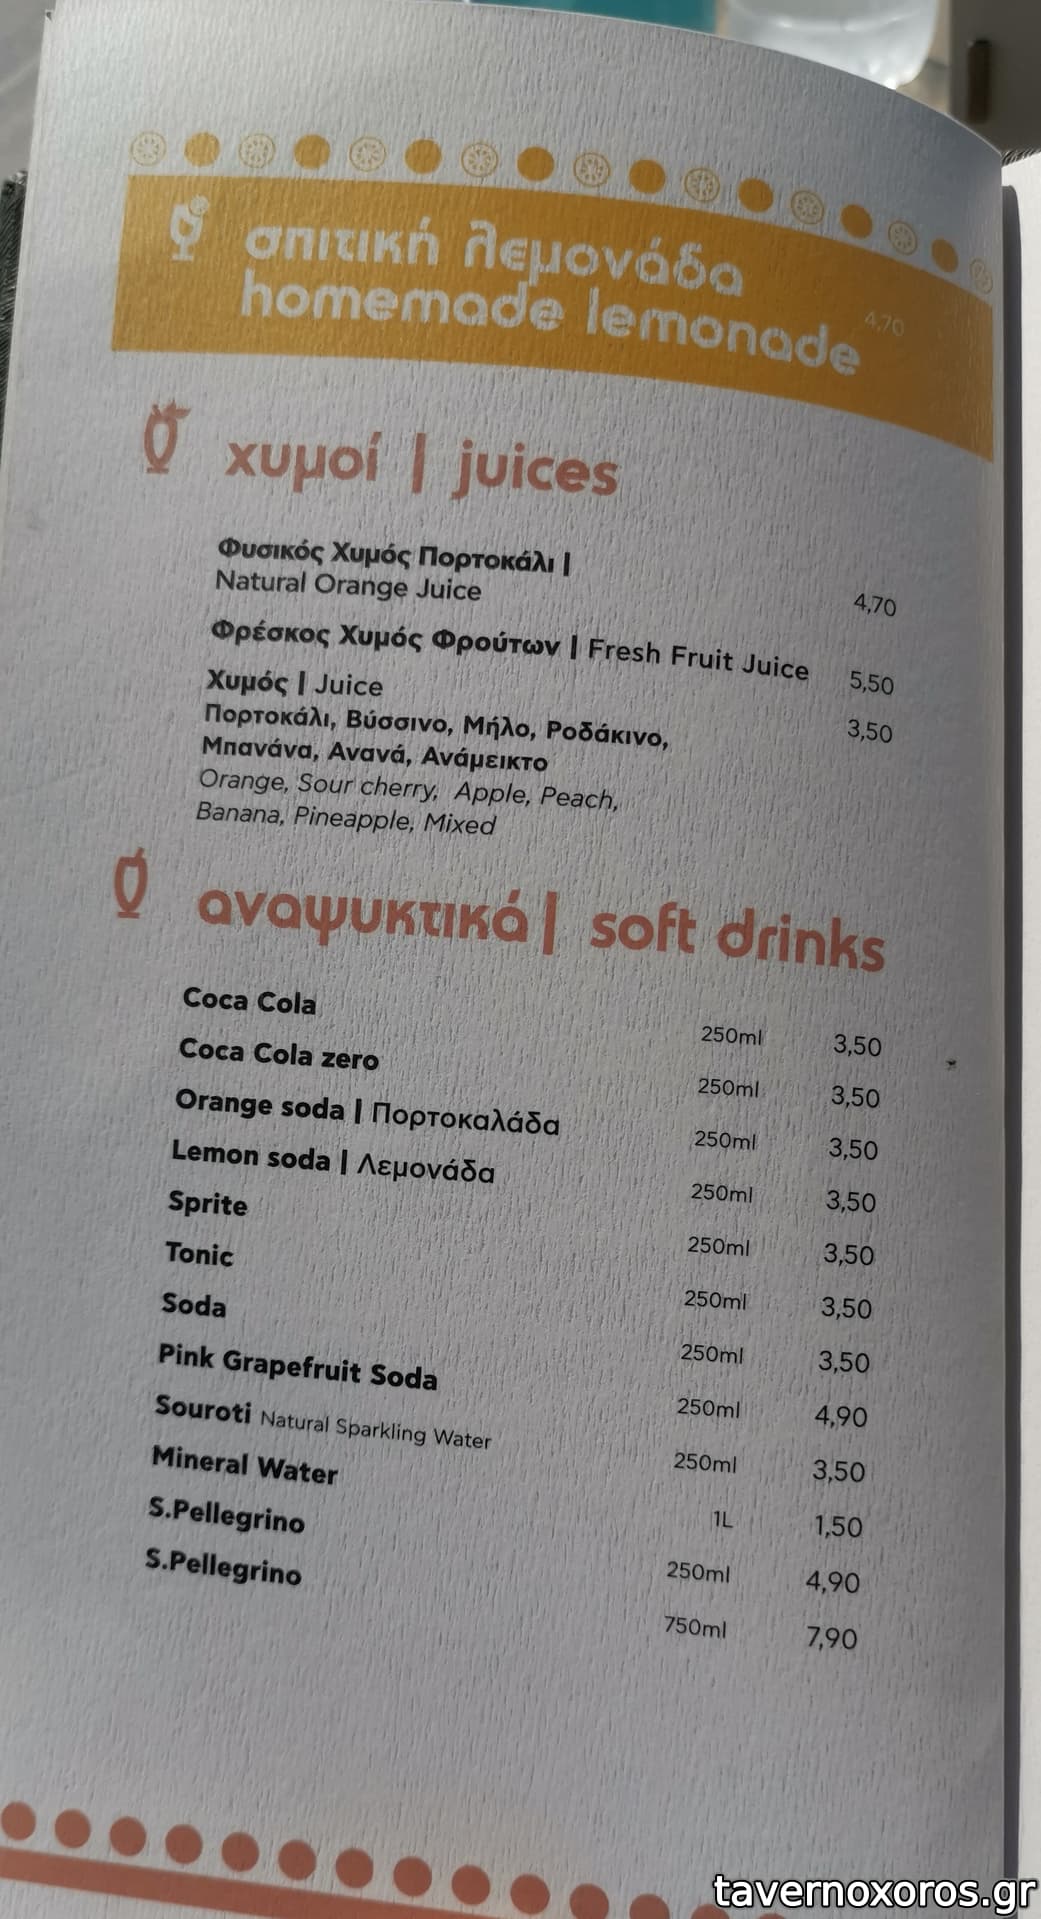 σπιτική λεμονάδα
homemade lemonade 4,70
χυμοί | juices
Φυσικός Χυμός Πορτοκάλι |
Natural Orange Juice 4,70
Φρέσκος Χυμός Φρούτων | Fresh Fruit Juice 5,50
Χυμός | Juice 3,50
Πορτοκάλι, Βύσσινο, Μήλο, Ροδάκινο,
Μπανάνα, Ανανά, Ανάμεικτο
Orange, Sour cherry, Apple, Peach,
Banana, Pineapple, Mixed
αναψυκτικά | soft drinks
Coca Cola 250ml 3,50
Coca Cola zero 250ml 3,50
Orange soda | Πορτοκαλάδα 250ml 3,50
Lemon soda | Λεμονάδα 250ml 3,50
Sprite 250ml 3,50
Tonic 250ml 3,50
Soda 250ml 3,50
Pink Grapefruit Soda 250ml 4,90
Souroti Natural Sparkling Water 250ml 3,50
Mineral Water 1L 1,50
S.Pellegrino 250ml 4,90
S.Pellegrino 750ml 7,90
tavernoxoros.gr